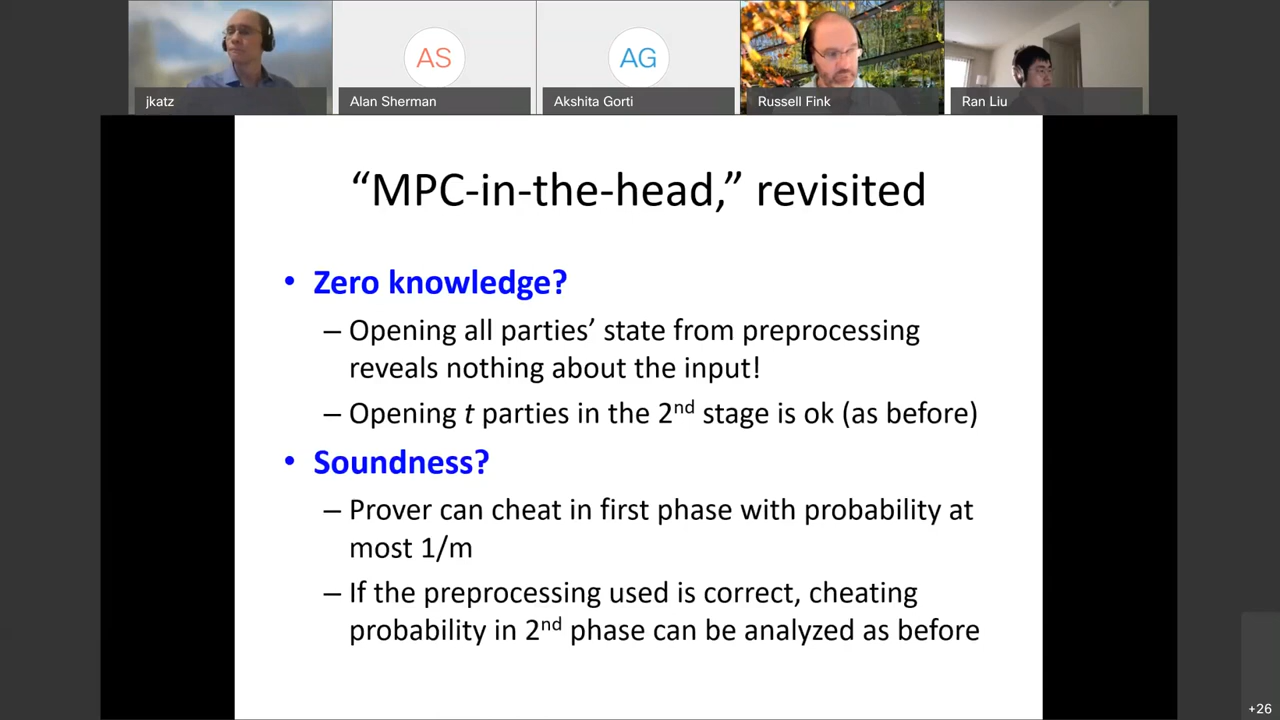 AS
AG
jkatz
Alan Sherman
Akshita Gorti
Russell Fink
Ran Liu
“MPC-in-the-head,” revisited
• Zero knowledge?
– Opening all parties’ state from preprocessing
reveals nothing about the input!
– Opening t parties in the 2nd stage is ok (as before)
• Soundness?
– Prover can cheat in first phase with probability at
most 1/m
– If the preprocessing used is correct, cheating
probability in 2nd phase can be analyzed as before
+26